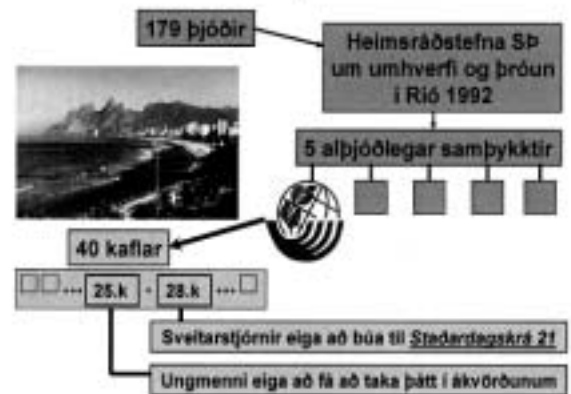 179 þjóðir
Heimsráðstefna SÞ
um umhverfi og þróun
í Ríó 1992
5 alþjóðlegar samþykktir
40 kaflar
... 25.k - 28.k ...
Sveitarstjórnir eiga að búa til Staðardagskrá 21
Ungmenni eiga að fá að taka þátt í ákvörðunum